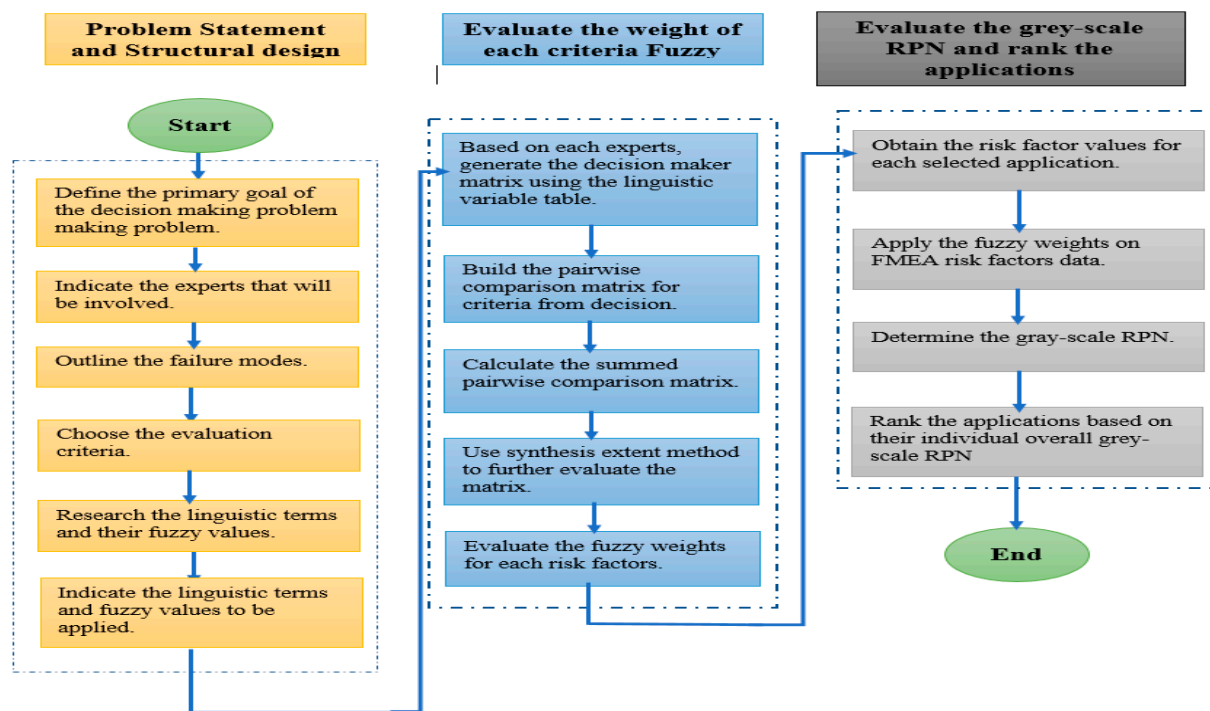 Problem Statement
and Structural design
Start
Define the primary goal of
the decision making problem
making problem.
Indicate the experts that will
be involved.
Outline the failure modes.
Choose the evaluation
criteria.
Research the linguistic terms
and their fuzzy values.
Indicate the linguistic terms
and fuzzy values to be
applied.
Evaluate the weight of
each criteria Fuzzy
Based on each experts,
generate the decision maker
matrix using the linguistic
variable table.
Build the pairwise
comparison matrix for
criteria from decision.
Calculate the summed
pairwise comparison matrix.
Use synthesis extent method
to further evaluate the
matrix.
Evaluate the fuzzy weights
for each risk factors.
Evaluate the grey-scale
RPN and rank the
applications
Obtain the risk factor values for
each selected application.
Apply the fuzzy weights on
FMEA risk factors data.
Determine the gray-scale RPN.
Rank the applications based on
their individual overall grey-
scale RPN
End